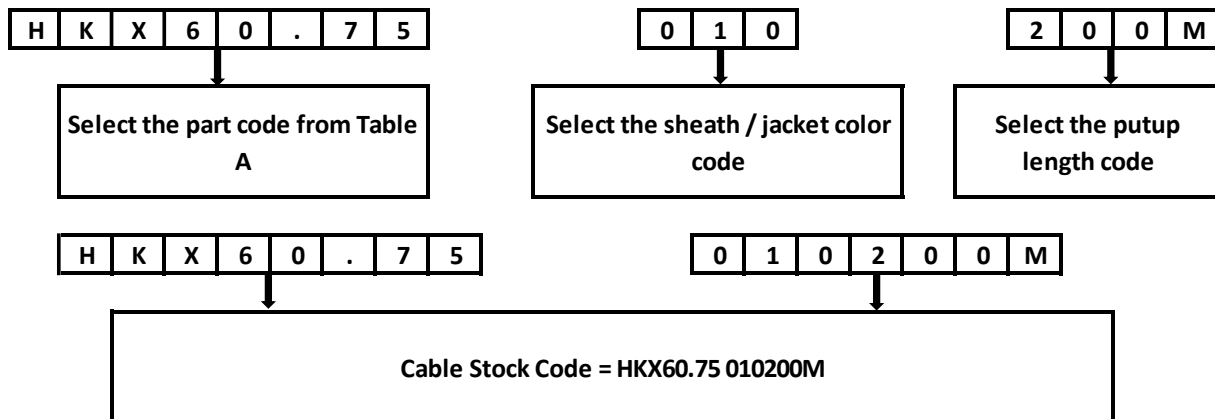 H K X 6 0 . 7 5
0 1 0
2 0 0 M
Select the part code from Table
A
Select the sheath / jacket color
code
Select the putup
length code
H K X 6 0 . 7 5
0 1 0 2 0 0 M
Cable Stock Code = HKX60.75 010200M